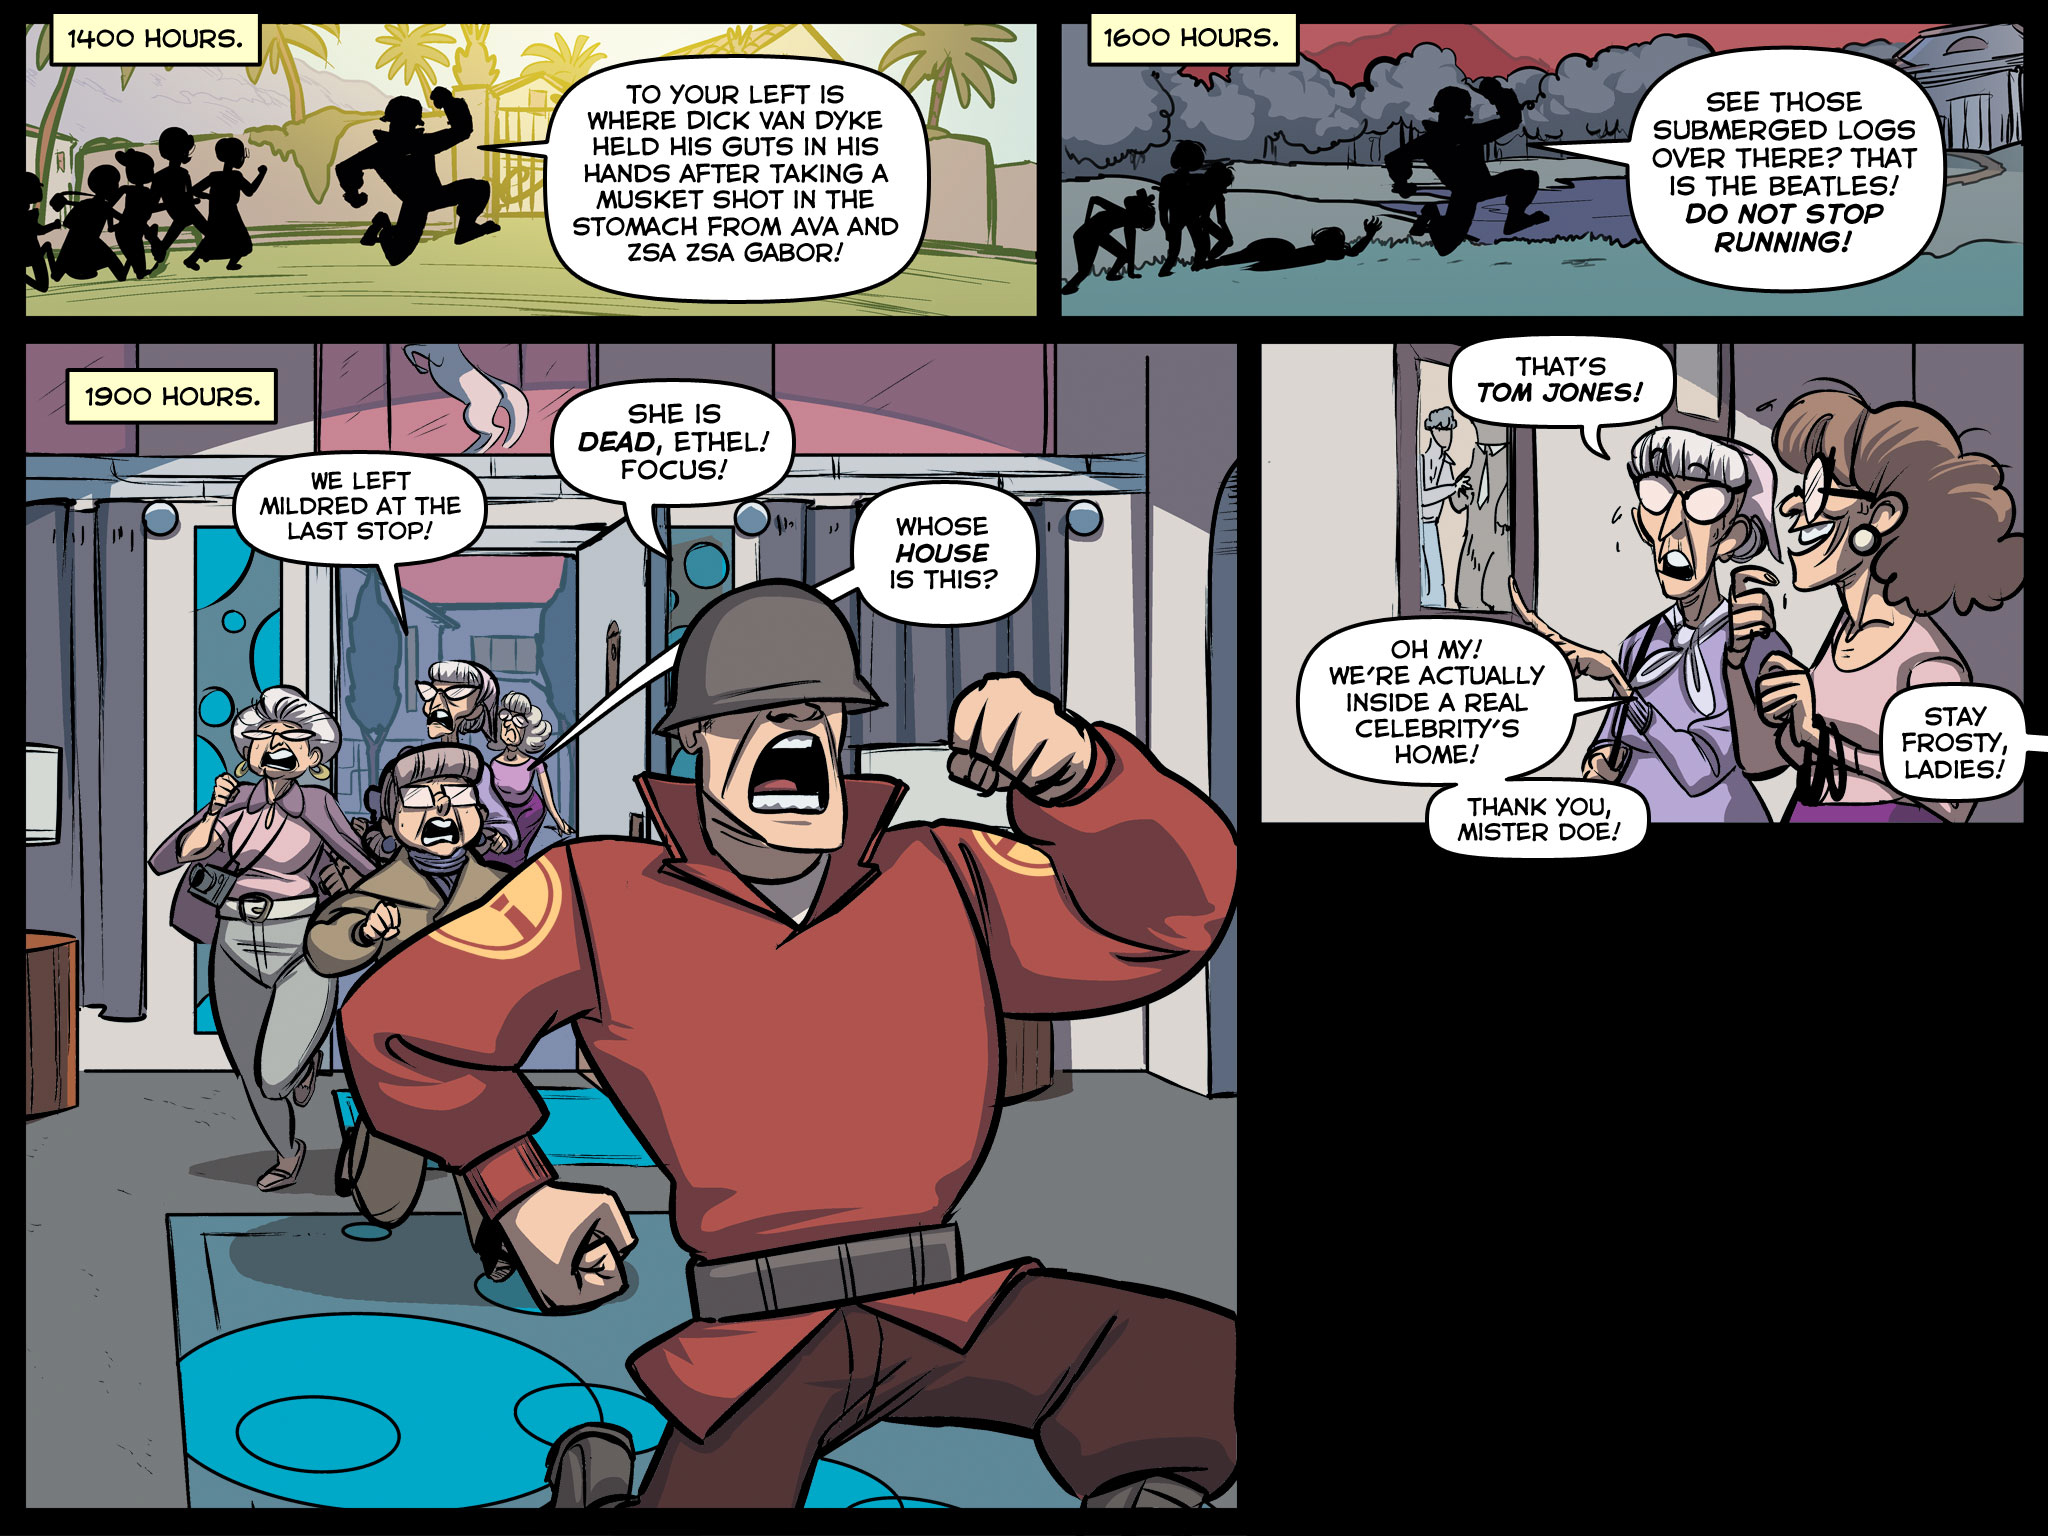 1400 HOURS.
TO YOUR LEFT IS
WHERE DICK VAN DYKE
HELD HIS GUTS IN HIS
HANDS AFTER TAKING A
MUSKET SHOT IN THE
STOMACH FROM AVA AND
ZSA ZSA GABOR!
1600 HOURS.
SEE THOSE
SUBMERGED LOGS
OVER THERE? THAT
IS THE BEATLES!
DO NOT STOP
RUNNING!
1900 HOURS.
WE LEFT
MILDRED AT THE
LAST STOP!
SHE IS
DEAD, ETHEL!
FOCUS!
WHOSE
HOUSE
IS THIS?
THAT'S
TOM JONES!
OH MY!
WE'RE ACTUALLY
INSIDE A REAL
CELEBRITY'S
HOME!
THANK YOU,
MISTER DOE!
STAY
FROSTY,
LADIES!